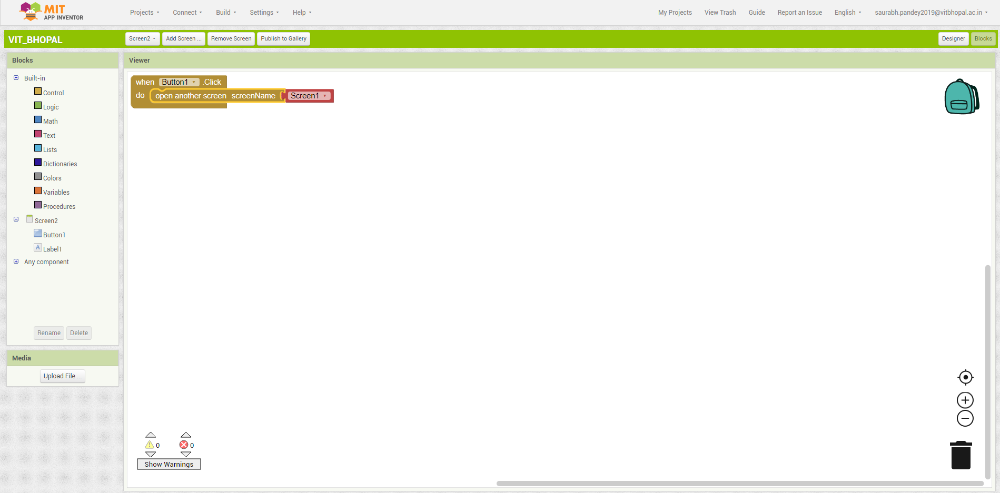 MIT
APP INVENTOR
Projects Connect Build Settings Help My Projects View Trash Guide Report an Issue English saurabh.pandey2019@vitbhopal.ac.in
VIT_BHOPAL Screen2 Add Screen ... Remove Screen Publish to Gallery Designer Blocks
Blocks
Built-in
Control
Logic
Math
Text
Lists
Dictionaries
Colors
Variables
Procedures
Screen2
Button1
A Label1
Any component
Rename Delete
Media
Upload File ...
Viewer
when Button1 .Click
do open another screen screenName Screen1
0 0
Show Warnings